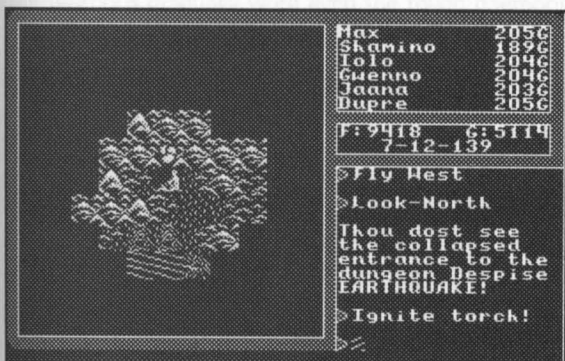 Max 205G
Shamino 189G
Iolo 204G
Gwenno 204G
Jaana 203G
Dupre 205G
F:9418 G:5114
7-12-139
Fly West
Look-North
Thou dost see
the collapsed
entrance to the
dungeon Despise
EARTHQUAKE!
Ignite torch!